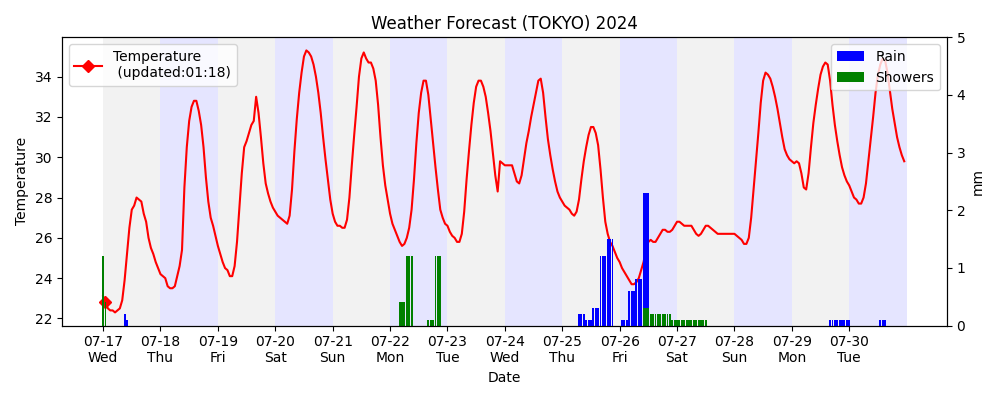 Weather Forecast (TOKYO) 2024
Temperature
(updated:01:18)
Rain
Showers
Temperature
34
32
30
28
26
24
22
5
4
3
2
1
0
mm
07-17 07-18 07-19 07-20 07-21 07-22 07-23 07-24 07-25 07-26 07-27 07-28 07-29 07-30
Wed Thu Fri Sat Sun Mon Tue Wed Thu Fri Sat Sun Mon Tue
Date